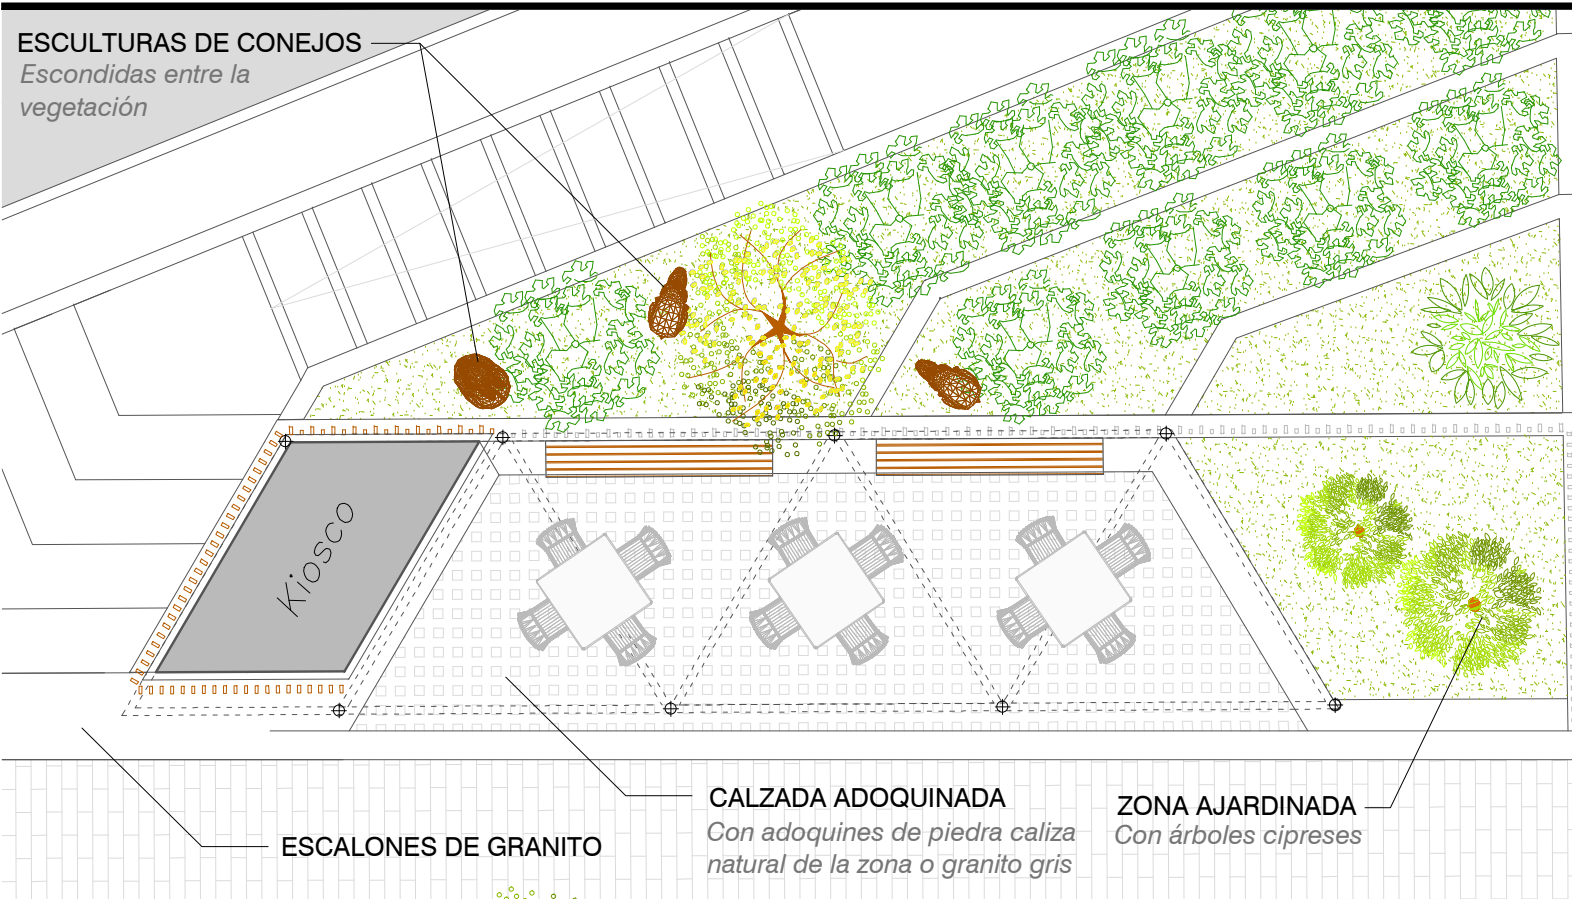 ESCULTURAS DE CONEJOS
Escondidas entre la
vegetación
Kiosco
ESCALONES DE GRANITO
CALZADA ADOQUINADA
Con adoquines de piedra caliza
natural de la zona o granito gris
ZONA AJARDINADA
Con árboles cipreses